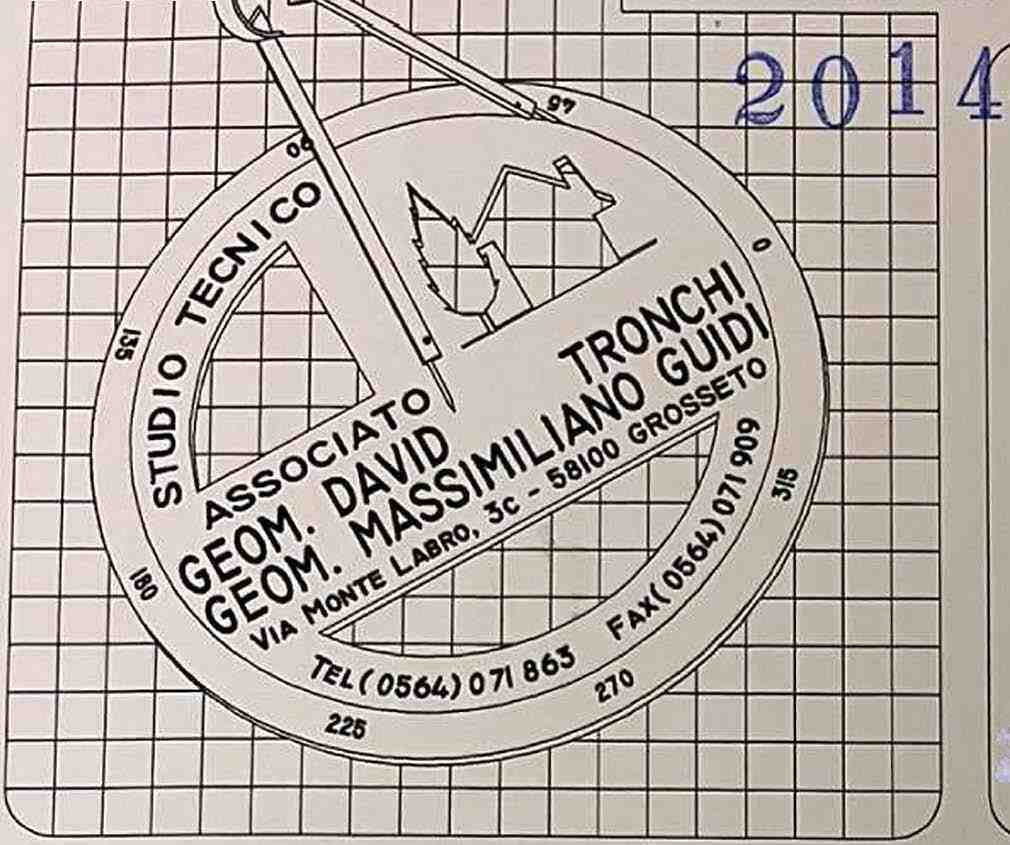 2014
45
90
0
135
STUDIO TECNICO
ASSOCIATO
GEOM. DAVID TRONCHI
GEOM. MASSIMILIANO GUIDI
VIA MONTE LABRO, 3C - 58100 GROSSETO
TEL (0564) 071 863
FAX (0564) 071 909
315
180
270
225